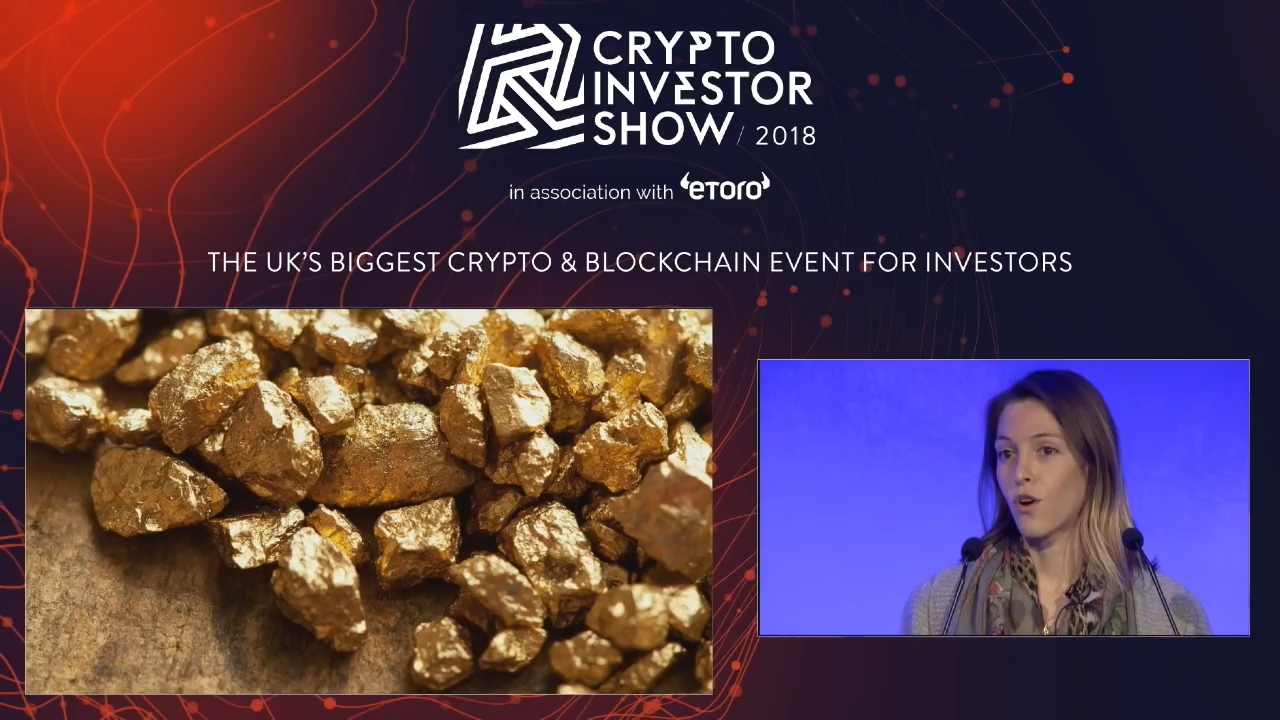 CRYPTO
INVESTOR
SHOW / 2018
in association with eToro
THE UK'S BIGGEST CRYPTO & BLOCKCHAIN EVENT FOR INVESTORS